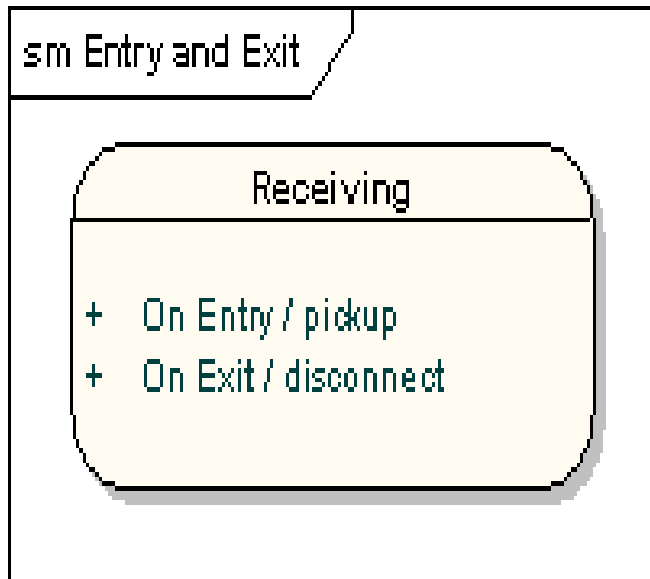 sm Entry and Exit
Receiving
+ On Entry / pickup
+ On Exit / disconnect